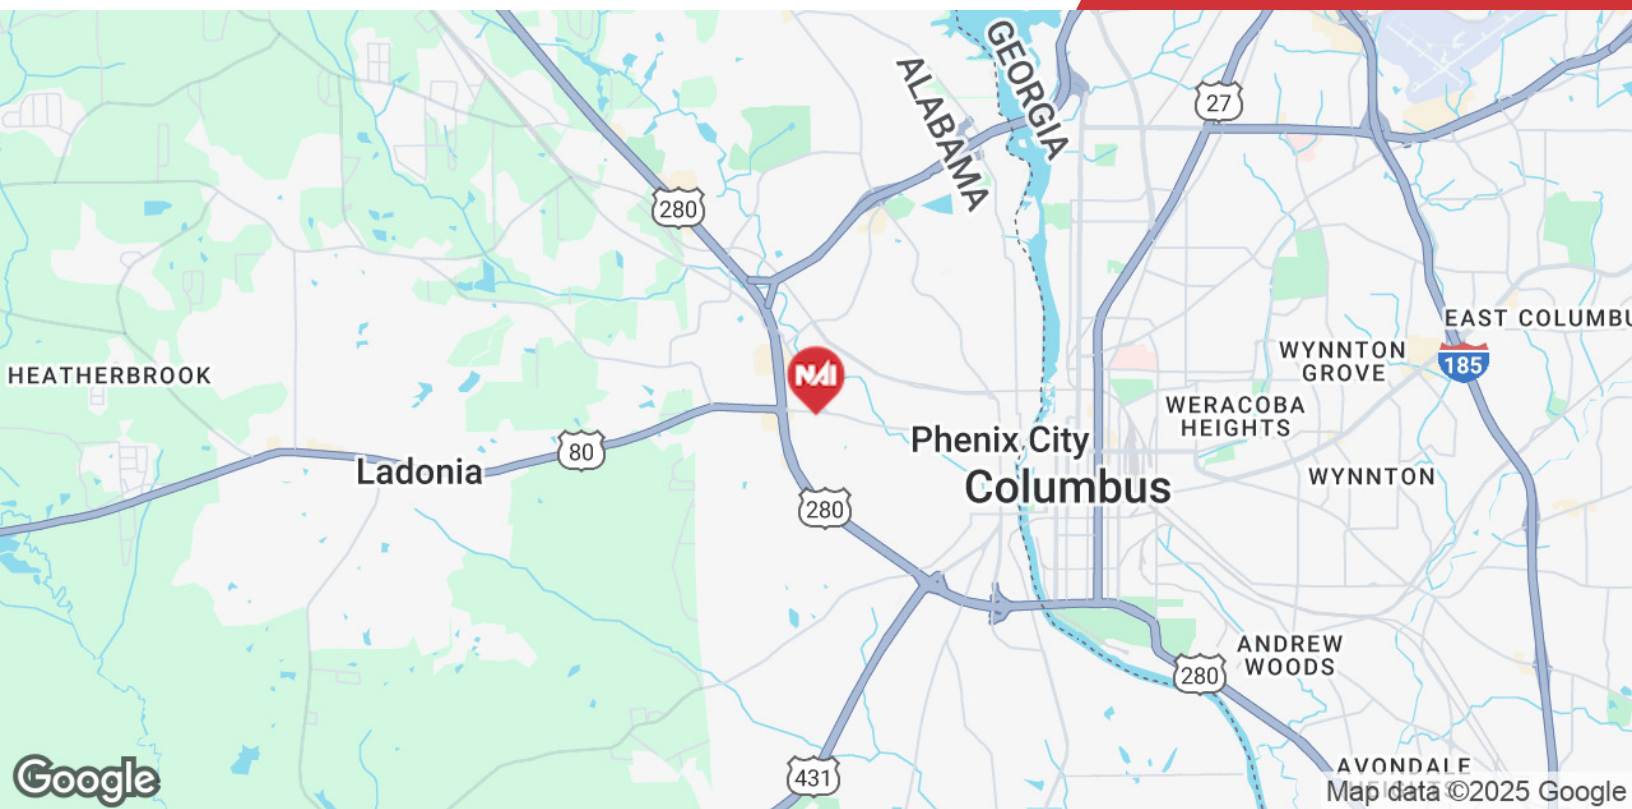 GEORGIA
ALABAMA
27
280
EAST COLUMBU
WYNNTON
GROVE
185
HEATHERBROOK
NAI
WERACOBA
HEIGHTS
Phenix City
80
Ladonia
WYNNTON
Columbus
280
ANDREW
WOODS
280
431
AVONDALE
HEIGHTS
Google
Map data ©2025 Google